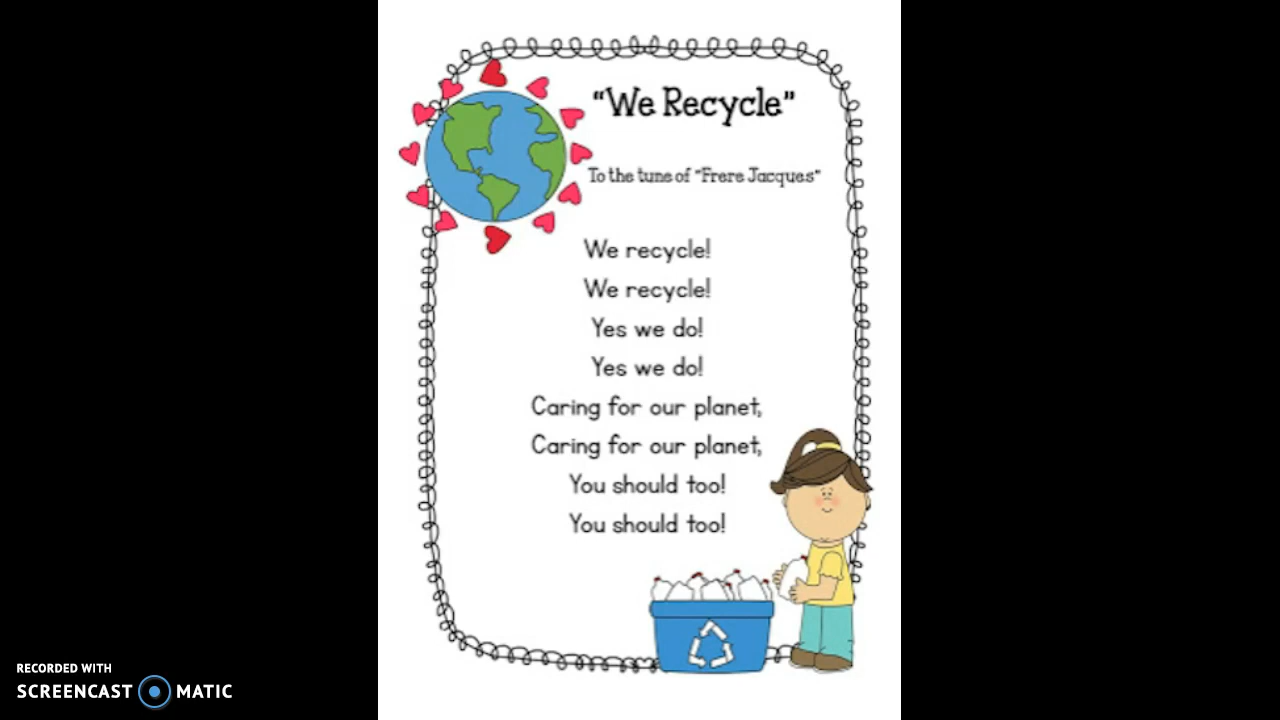 “We Recycle”
To the tune of "Frere Jacques"
We recycle!
We recycle!
Yes we do!
Yes we do!
Caring for our planet,
Caring for our planet,
You should too!
You should too!
RECORDED WITH
SCREENCAST MATIC